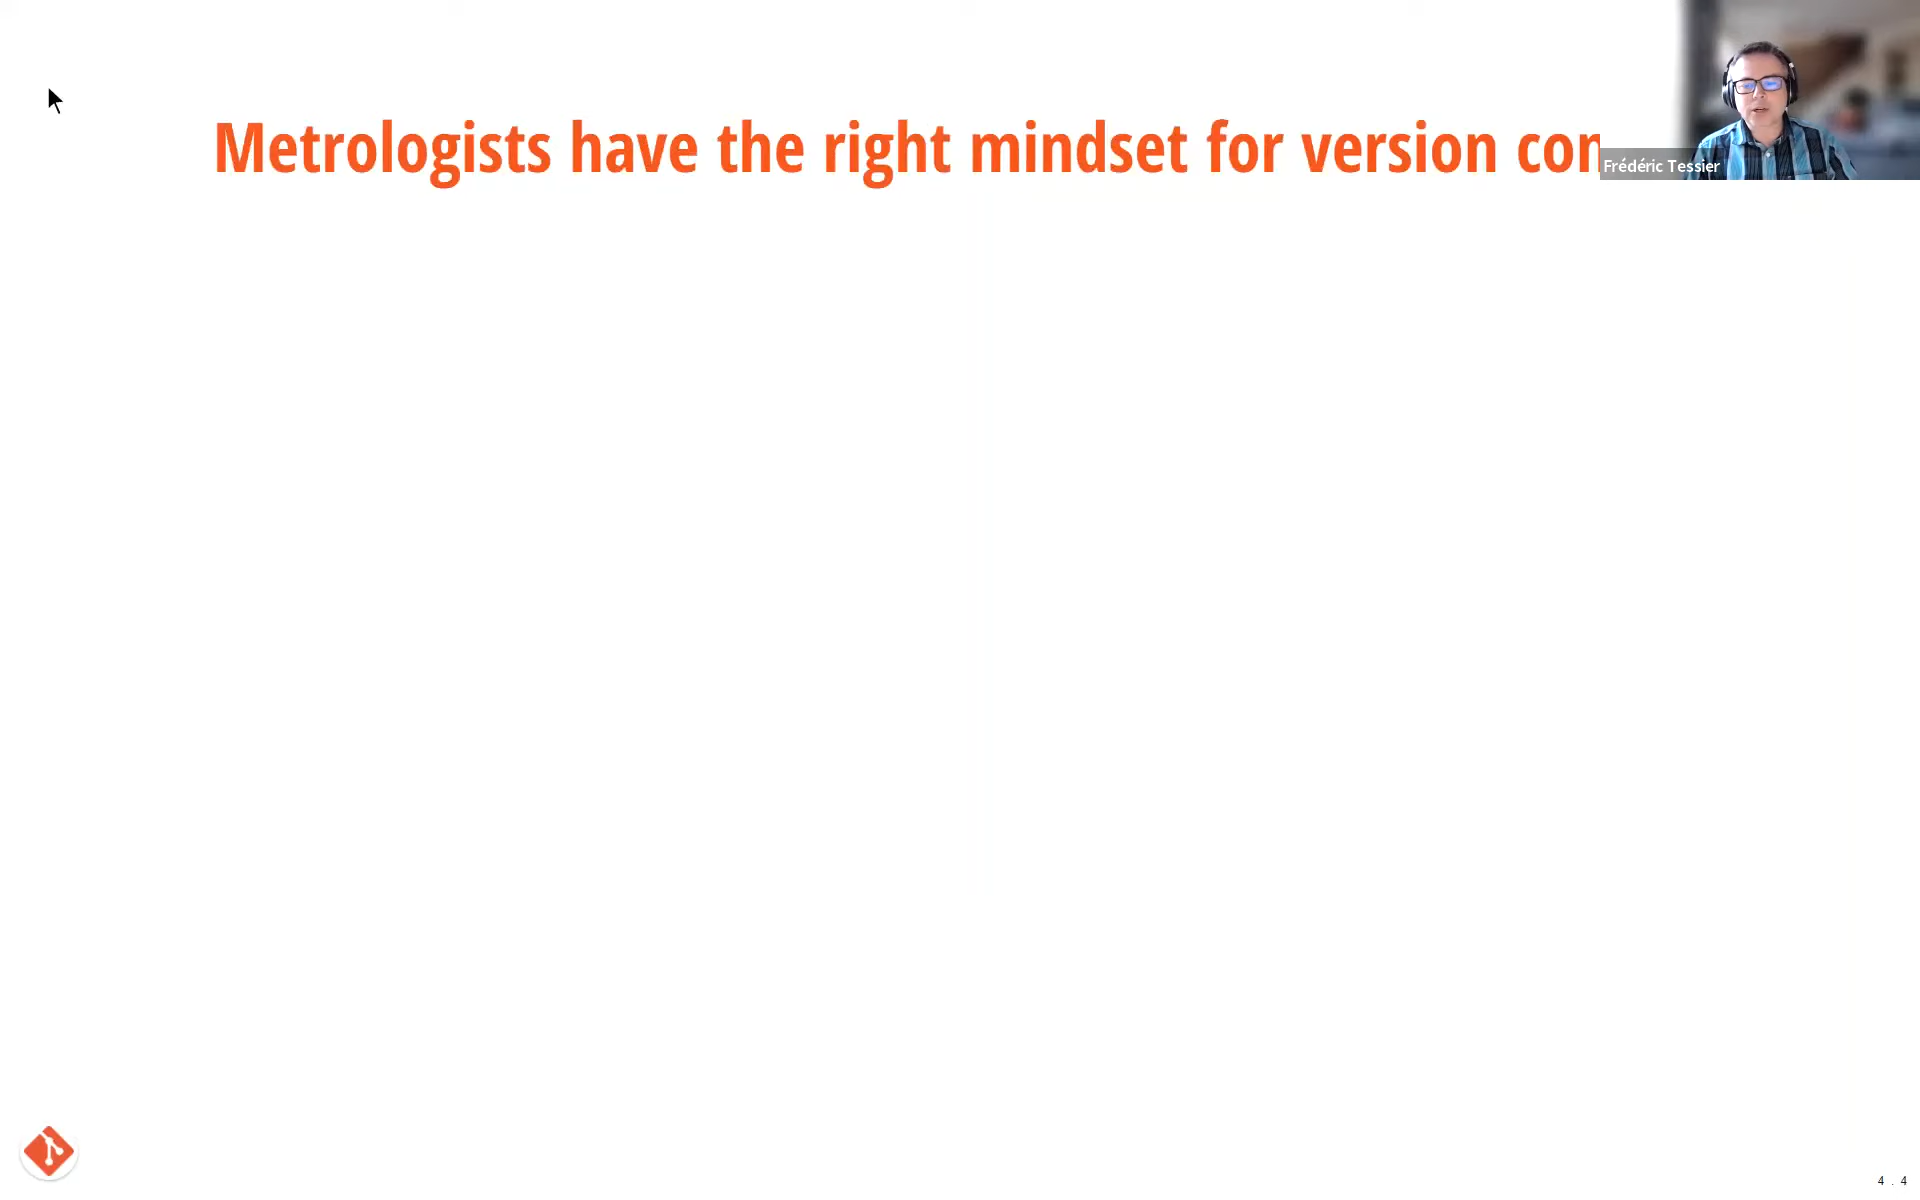 Metrologists have the right mindset for version con
Frédéric Tessier
4 . 4